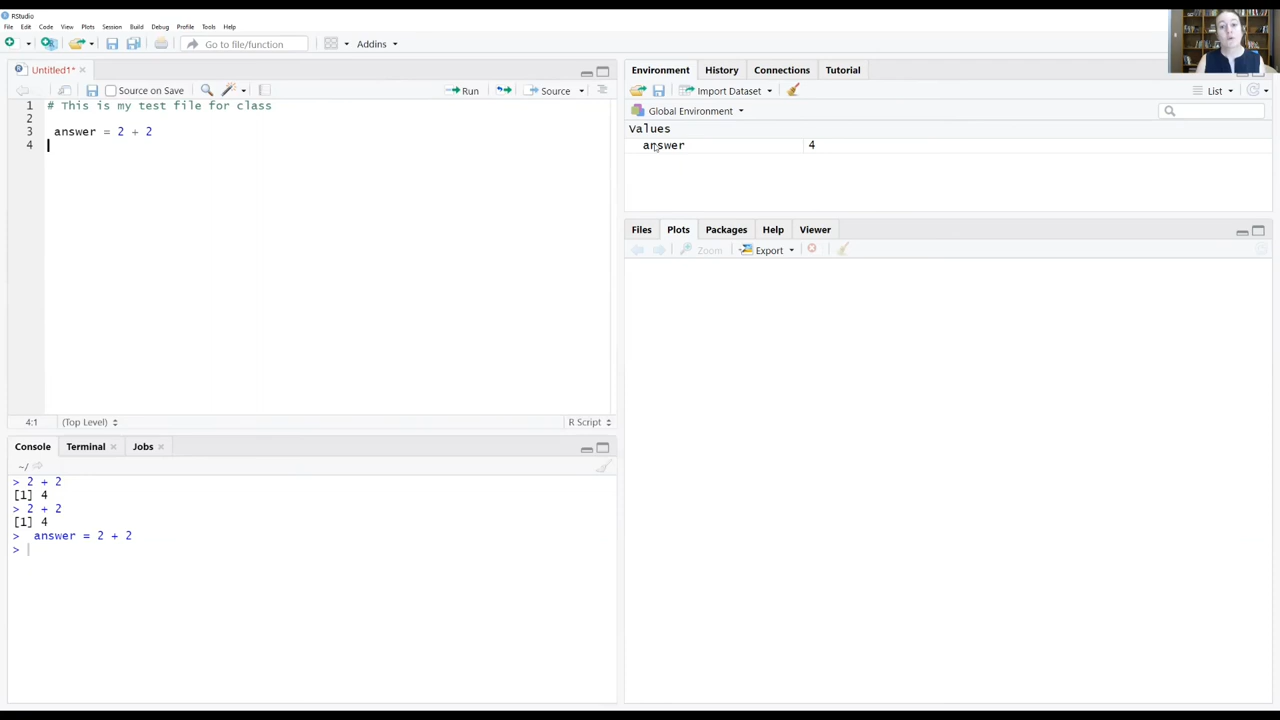 RStudio
File Edit Code View Plots Session Build Debug Profile Tools Help
Go to file/function Addins
Untitled1*
Source on Save Run Source
1 # This is my test file for class
2
3 answer = 2 + 2
4
4:1 (Top Level) R Script
Console Terminal Jobs
~/
> 2 + 2
[1] 4
> 2 + 2
[1] 4
> answer = 2 + 2
>
Environment History Connections Tutorial
Import Dataset List
Global Environment
Values
answer 4
Files Plots Packages Help Viewer
Zoom Export